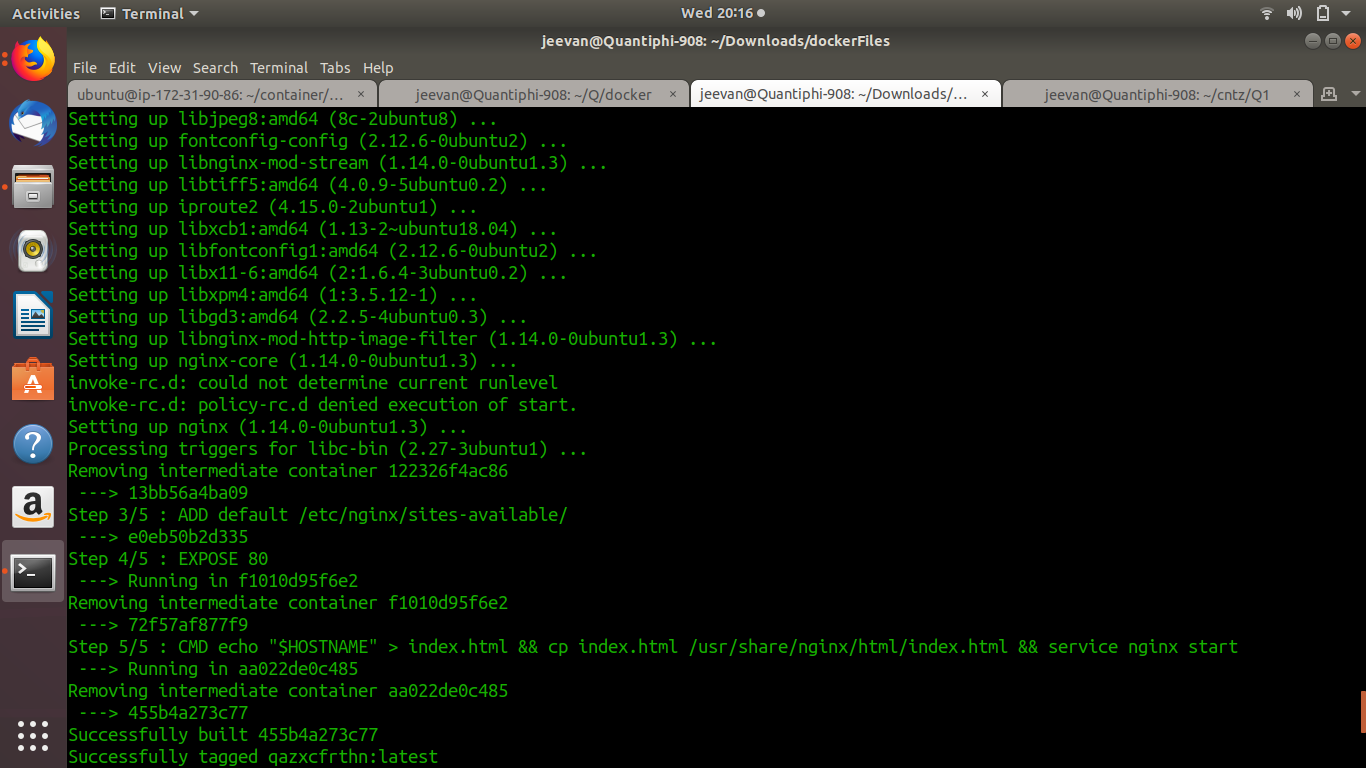 Activities Terminal Wed 20:16
jeevan@Quantiphi-908: ~/Downloads/dockerFiles
File Edit View Search Terminal Tabs Help
ubuntu@ip-172-31-90-86: ~/container/... × jeevan@Quantiphi-908: ~/Q/docker × jeevan@Quantiphi-908: ~/Downloads/... × jeevan@Quantiphi-908: ~/cntz/Q1 ×
Setting up libjpeg8:amd64 (8c-2ubuntu8) ...
Setting up fontconfig-config (2.12.6-0ubuntu2) ...
Setting up libnginx-mod-stream (1.14.0-0ubuntu1.3) ...
Setting up libtiff5:amd64 (4.0.9-5ubuntu0.2) ...
Setting up iproute2 (4.15.0-2ubuntu1) ...
Setting up libxcb1:amd64 (1.13-2~ubuntu18.04) ...
Setting up libfontconfig1:amd64 (2.12.6-0ubuntu2) ...
Setting up libx11-6:amd64 (2:1.6.4-3ubuntu0.2) ...
Setting up libxpm4:amd64 (1:3.5.12-1) ...
Setting up libgd3:amd64 (2.2.5-4ubuntu0.3) ...
Setting up libnginx-mod-http-image-filter (1.14.0-0ubuntu1.3) ...
Setting up nginx-core (1.14.0-0ubuntu1.3) ...
invoke-rc.d: could not determine current runlevel
invoke-rc.d: policy-rc.d denied execution of start.
Setting up nginx (1.14.0-0ubuntu1.3) ...
Processing triggers for libc-bin (2.27-3ubuntu1) ...
Removing intermediate container 122326f4ac86
---> 13bb56a4ba09
Step 3/5 : ADD default /etc/nginx/sites-available/
---> e0eb50b2d335
Step 4/5 : EXPOSE 80
---> Running in f1010d95f6e2
Removing intermediate container f1010d95f6e2
---> 72f57af877f9
Step 5/5 : CMD echo "$HOSTNAME" > index.html && cp index.html /usr/share/nginx/html/index.html && service nginx start
---> Running in aa022de0c485
Removing intermediate container aa022de0c485
---> 455b4a273c77
Successfully built 455b4a273c77
Successfully tagged qazxcfrthn:latest